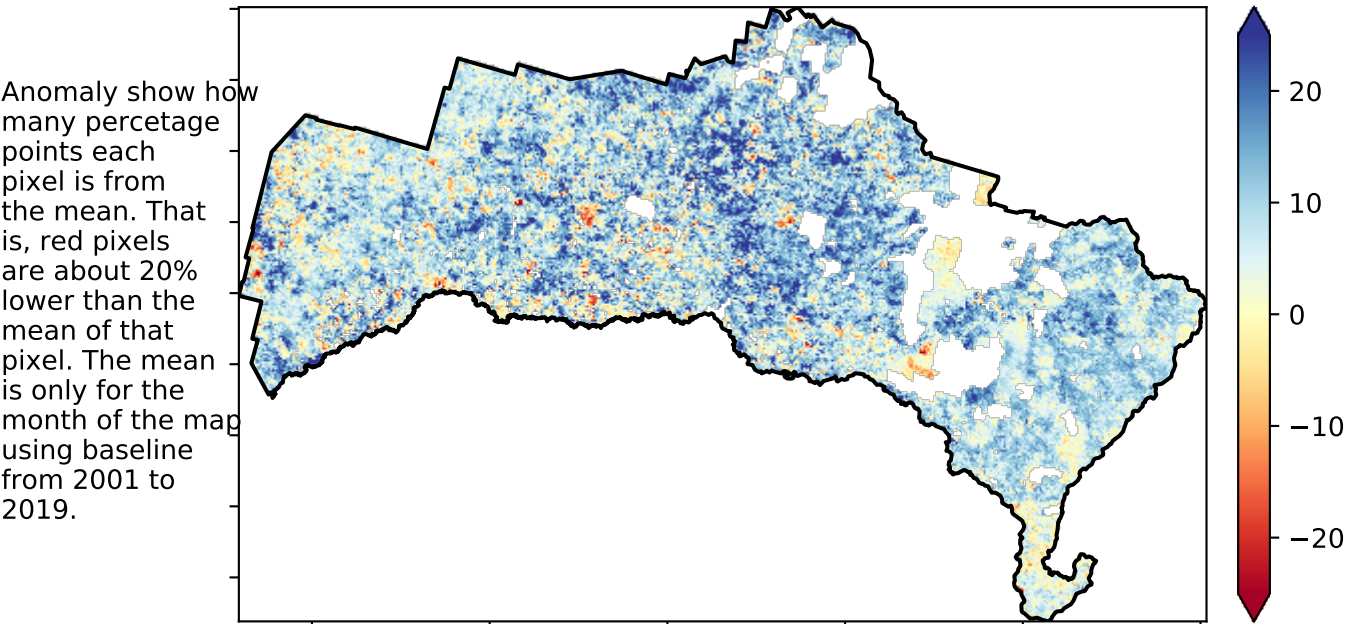 Anomaly show how
many percetage
points each
pixel is from
the mean. That
is, red pixels
are about 20%
lower than the
mean of that
pixel. The mean
is only for the
month of the map
using baseline
from 2001 to
2019.
20
10
0
−10
−20